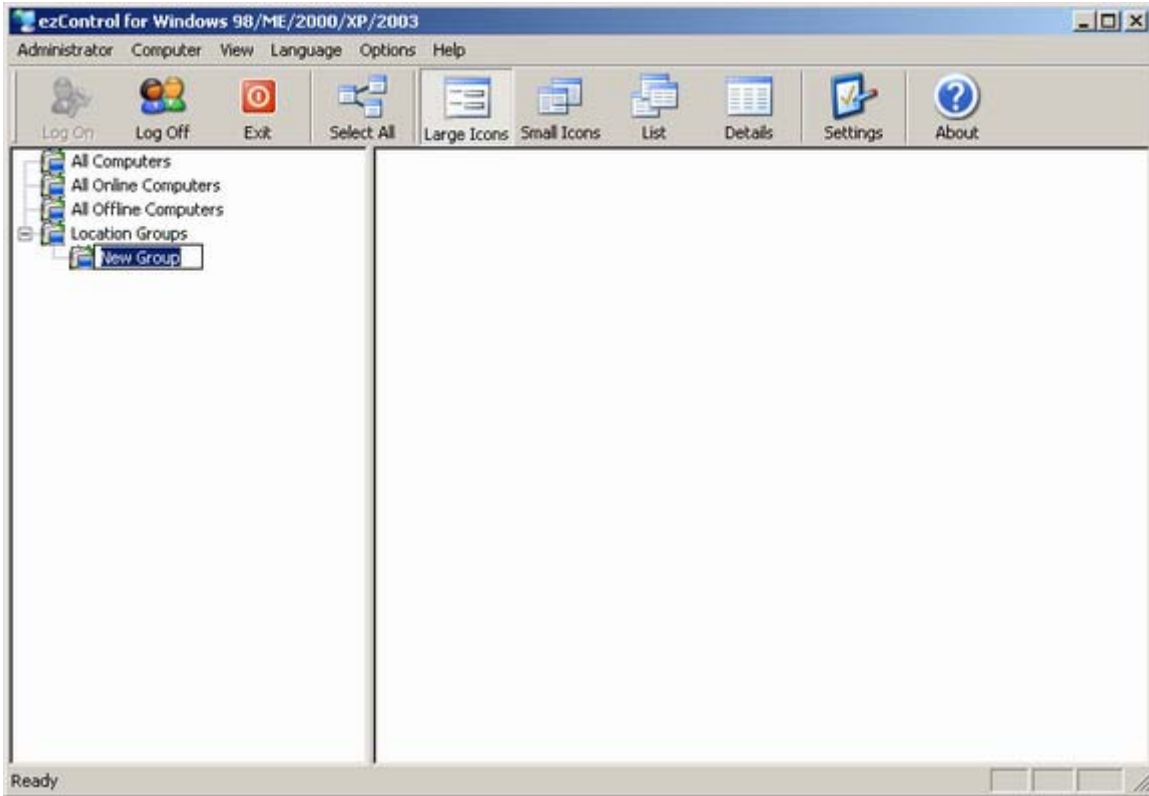 ezControl for Windows 98/ME/2000/XP/2003
Administrator Computer View Language Options Help
Log On Log Off Exit Select All Large Icons Small Icons List Details Settings About
All Computers
All Online Computers
All Offline Computers
Location Groups
New Group
Ready